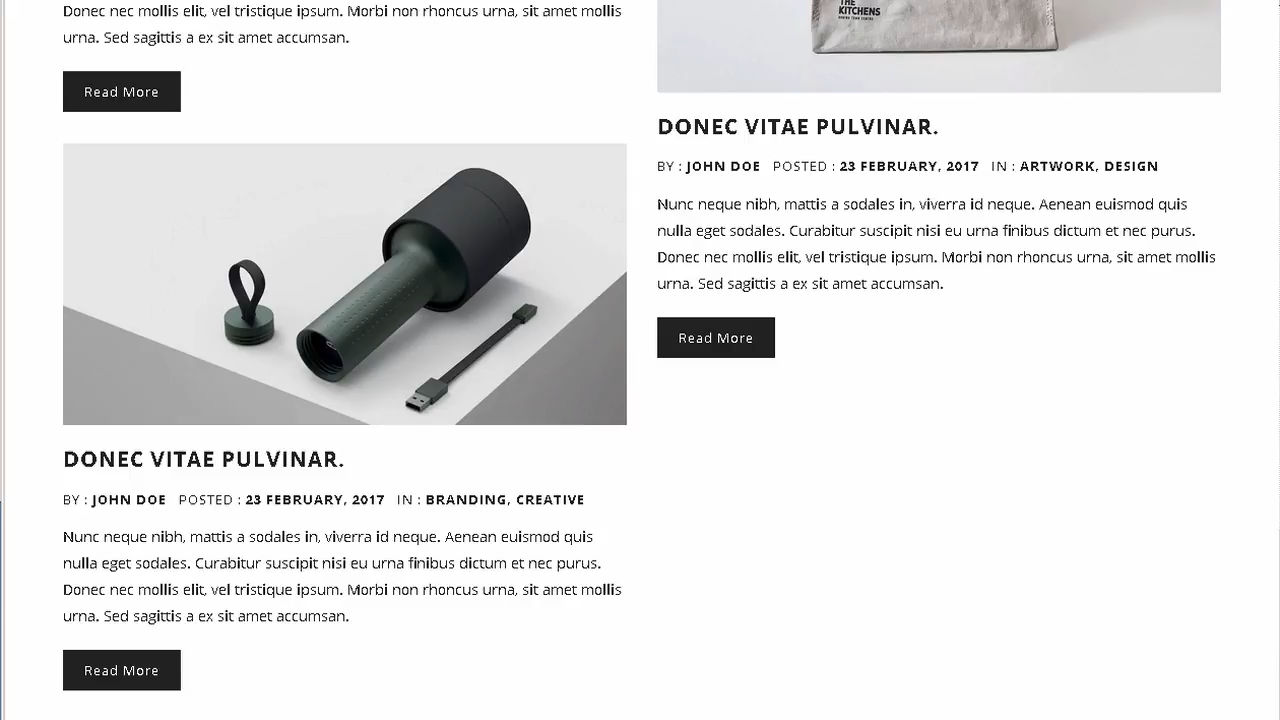 Donec nec mollis elit, vel tristique ipsum. Morbi non rhoncus urna, sit amet mollis
urna. Sed sagittis a ex sit amet accumsan.
Read More
DONEC VITAE PULVINAR.
BY : JOHN DOE POSTED : 23 FEBRUARY, 2017 IN : BRANDING, CREATIVE
Nunc neque nibh, mattis a sodales in, viverra id neque. Aenean euismod quis
nulla eget sodales. Curabitur suscipit nisi eu urna finibus dictum et nec purus.
Donec nec mollis elit, vel tristique ipsum. Morbi non rhoncus urna, sit amet mollis
urna. Sed sagittis a ex sit amet accumsan.
Read More
THE
KITCHENS
DONEC VITAE PULVINAR.
BY : JOHN DOE POSTED : 23 FEBRUARY, 2017 IN : ARTWORK, DESIGN
Nunc neque nibh, mattis a sodales in, viverra id neque. Aenean euismod quis
nulla eget sodales. Curabitur suscipit nisi eu urna finibus dictum et nec purus.
Donec nec mollis elit, vel tristique ipsum. Morbi non rhoncus urna, sit amet mollis
urna. Sed sagittis a ex sit amet accumsan.
Read More